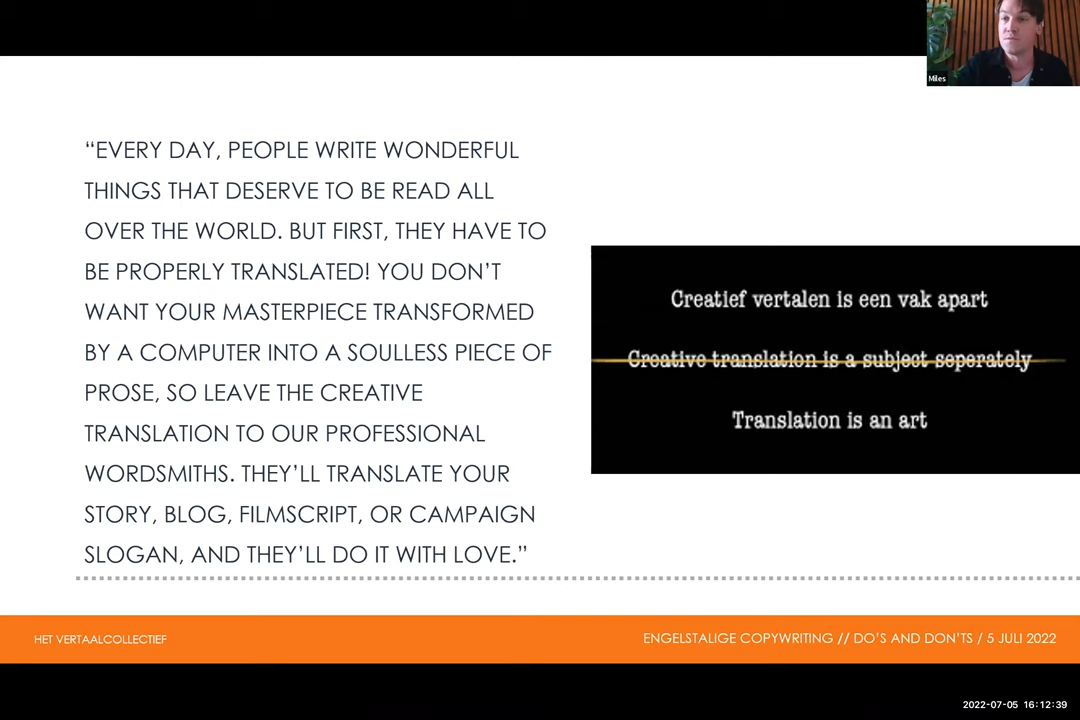 Miles
“EVERY DAY, PEOPLE WRITE WONDERFUL
THINGS THAT DESERVE TO BE READ ALL
OVER THE WORLD. BUT FIRST, THEY HAVE TO
BE PROPERLY TRANSLATED! YOU DON’T
WANT YOUR MASTERPIECE TRANSFORMED
BY A COMPUTER INTO A SOULLESS PIECE OF
PROSE, SO LEAVE THE CREATIVE
TRANSLATION TO OUR PROFESSIONAL
WORDSMITHS. THEY’LL TRANSLATE YOUR
STORY, BLOG, FILMSCRIPT, OR CAMPAIGN
SLOGAN, AND THEY’LL DO IT WITH LOVE.”
Creatief vertalen is een vak apart
Creative translation is a subject seperately
Translation is an art
HET VERTAALCOLLECTIEF
ENGELSTALIGE COPYWRITING // DO’S AND DON’TS / 5 JULI 2022
2022-07-05 16:12:39